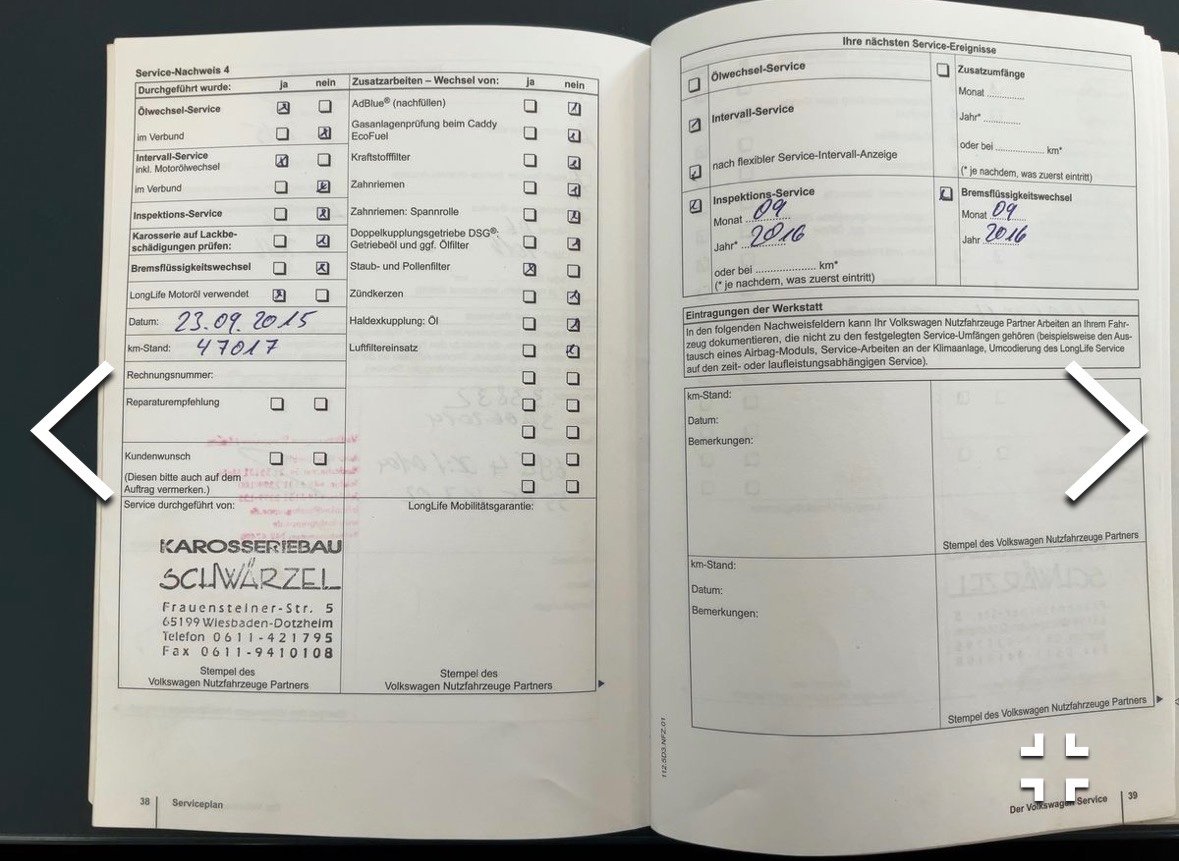 Service-Nachweis 4
Durchgeführt wurde: ja nein
Ölwechsel-Service
im Verbund
Intervall-Service
inkl. Motorölwechsel
im Verbund
Inspektions-Service
Karosserie auf Lackbe-
schädigungen prüfen:
Bremsflüssigkeitswechsel
LongLife Motoröl verwendet
Datum: 23.09.2015
km-Stand: 47017
Rechnungsnummer:
Reparaturempfehlung
Kundenwunsch
(Diesen bitte auch auf dem
Auftrag vermerken.)
Zusatzarbeiten – Wechsel von: ja nein
AdBlue® (nachfüllen)
Gasanlagenprüfung beim Caddy
EcoFuel
Kraftstofffilter
Zahnriemen
Zahnriemen: Spannrolle
Doppelkupplungsgetriebe DSG®:
Getriebeöl und ggf. Ölfilter
Staub- und Pollenfilter
Zündkerzen
Haldexkupplung: Öl
Luftfiltereinsatz
Service durchgeführt von:
KAROSSERIEBAU
SCHWÄRZEL
Frauensteiner-Str. 5
65199 Wiesbaden-Dotzheim
Telefon 0611-421795
Fax 0611-9410108
Stempel des
Volkswagen Nutzfahrzeuge Partners
LongLife Mobilitätsgarantie:
Stempel des
Volkswagen Nutzfahrzeuge Partners
38 Serviceplan
Ihre nächsten Service-Ereignisse
Ölwechsel-Service
Intervall-Service
nach flexibler Service-Intervall-Anzeige
Inspektions-Service
Monat 09
Jahr* 2016
oder bei .................. km*
(* je nachdem, was zuerst eintritt)
Zusatzumfänge
Monat ............
Jahr* ............
oder bei ............... km*
(* je nachdem, was zuerst eintritt)
Bremsflüssigkeitswechsel
Monat 09
Jahr 2016
Eintragungen der Werkstatt
In den folgenden Nachweisfeldern kann Ihr Volkswagen Nutzfahrzeuge Partner Arbeiten an Ihrem Fahr-
zeug dokumentieren, die nicht zu den festgelegten Service-Umfängen gehören (beispielsweise den Aus-
tausch eines Airbag-Moduls, Service-Arbeiten an der Klimaanlage, Umcodierung des LongLife Service
auf den zeit- oder laufleistungsabhängigen Service).
km-Stand:
Datum:
Bemerkungen:
Stempel des Volkswagen Nutzfahrzeuge Partners
km-Stand:
Datum:
Bemerkungen:
Stempel des Volkswagen Nutzfahrzeuge Partners
112.5D3.NFZ.01
Der Volkswagen Service 39